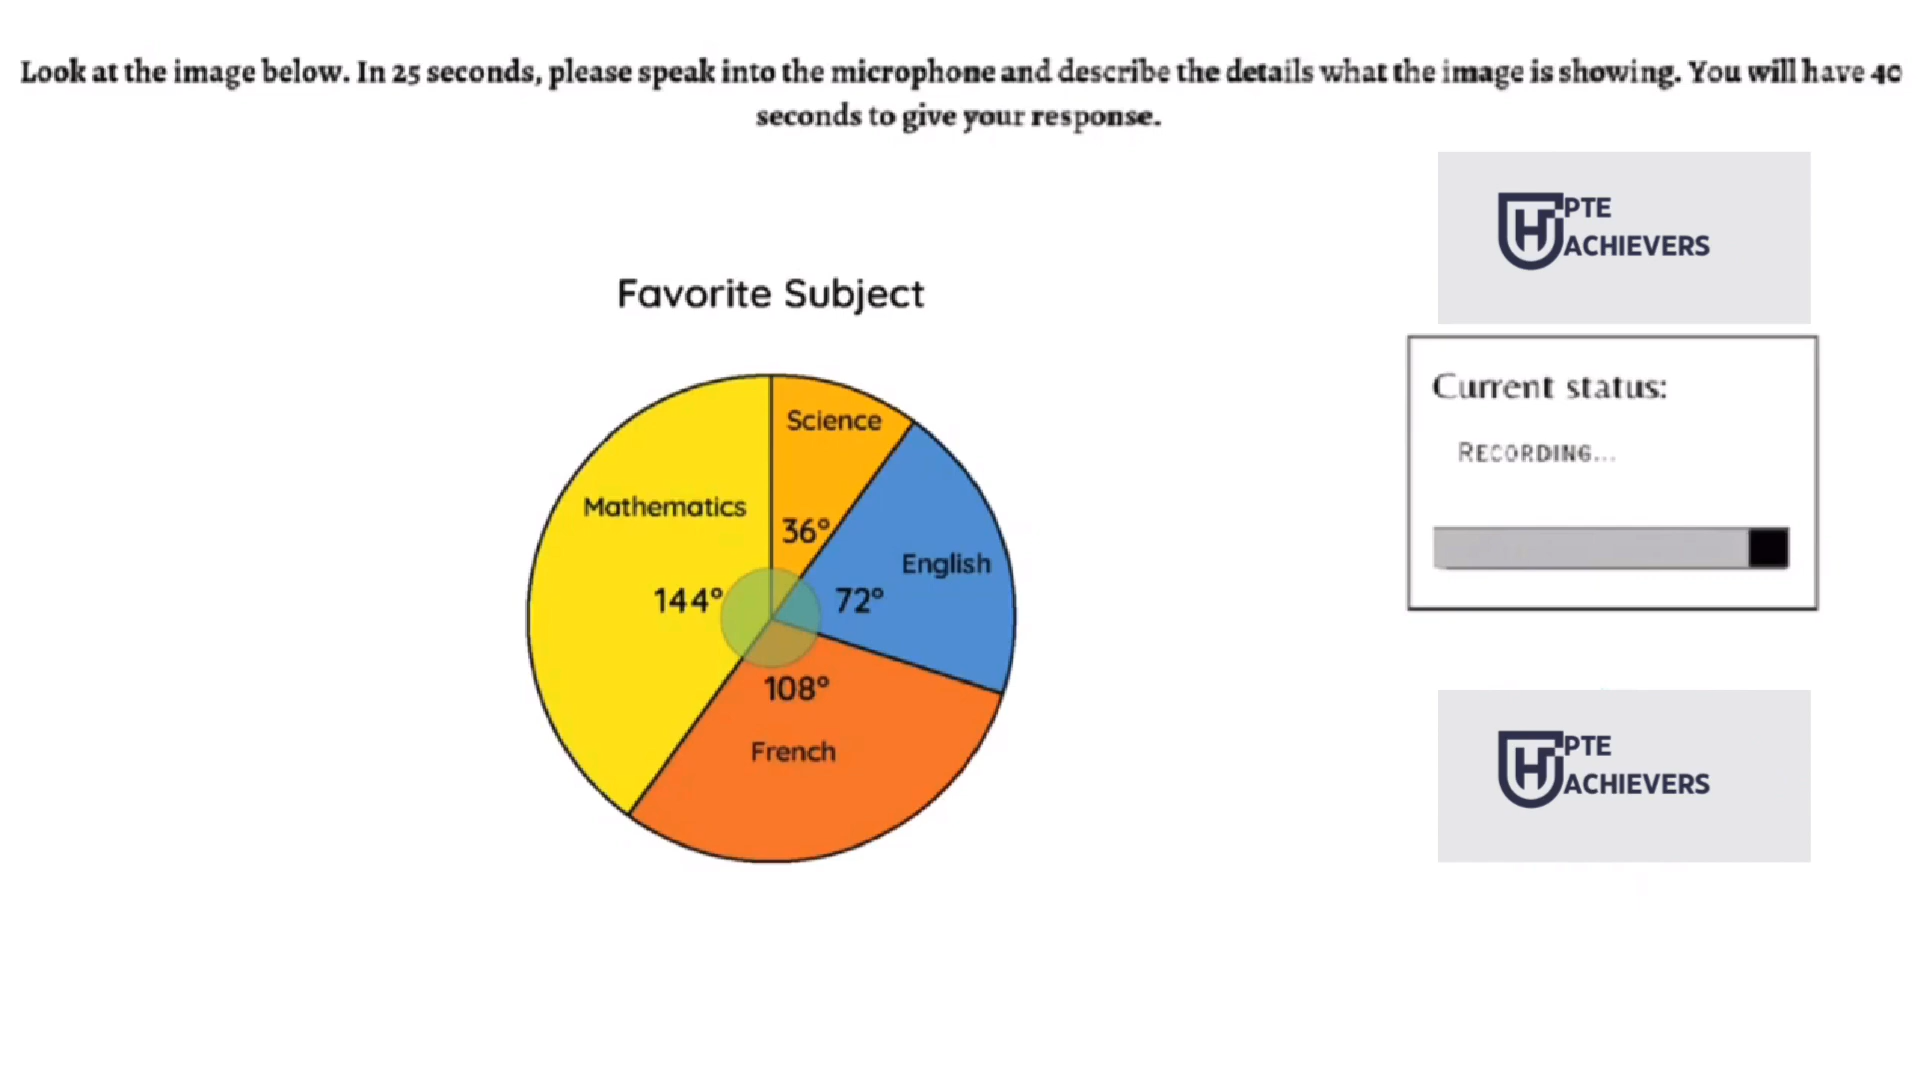 Look at the image below. In 25 seconds, please speak into the microphone and describe the details what the image is showing. You will have 40
seconds to give your response.
PTE
ACHIEVERS
Favorite Subject
Current status:
RECORDING...
Science
Mathematics
36°
English
144°
72°
108°
French
PTE
ACHIEVERS